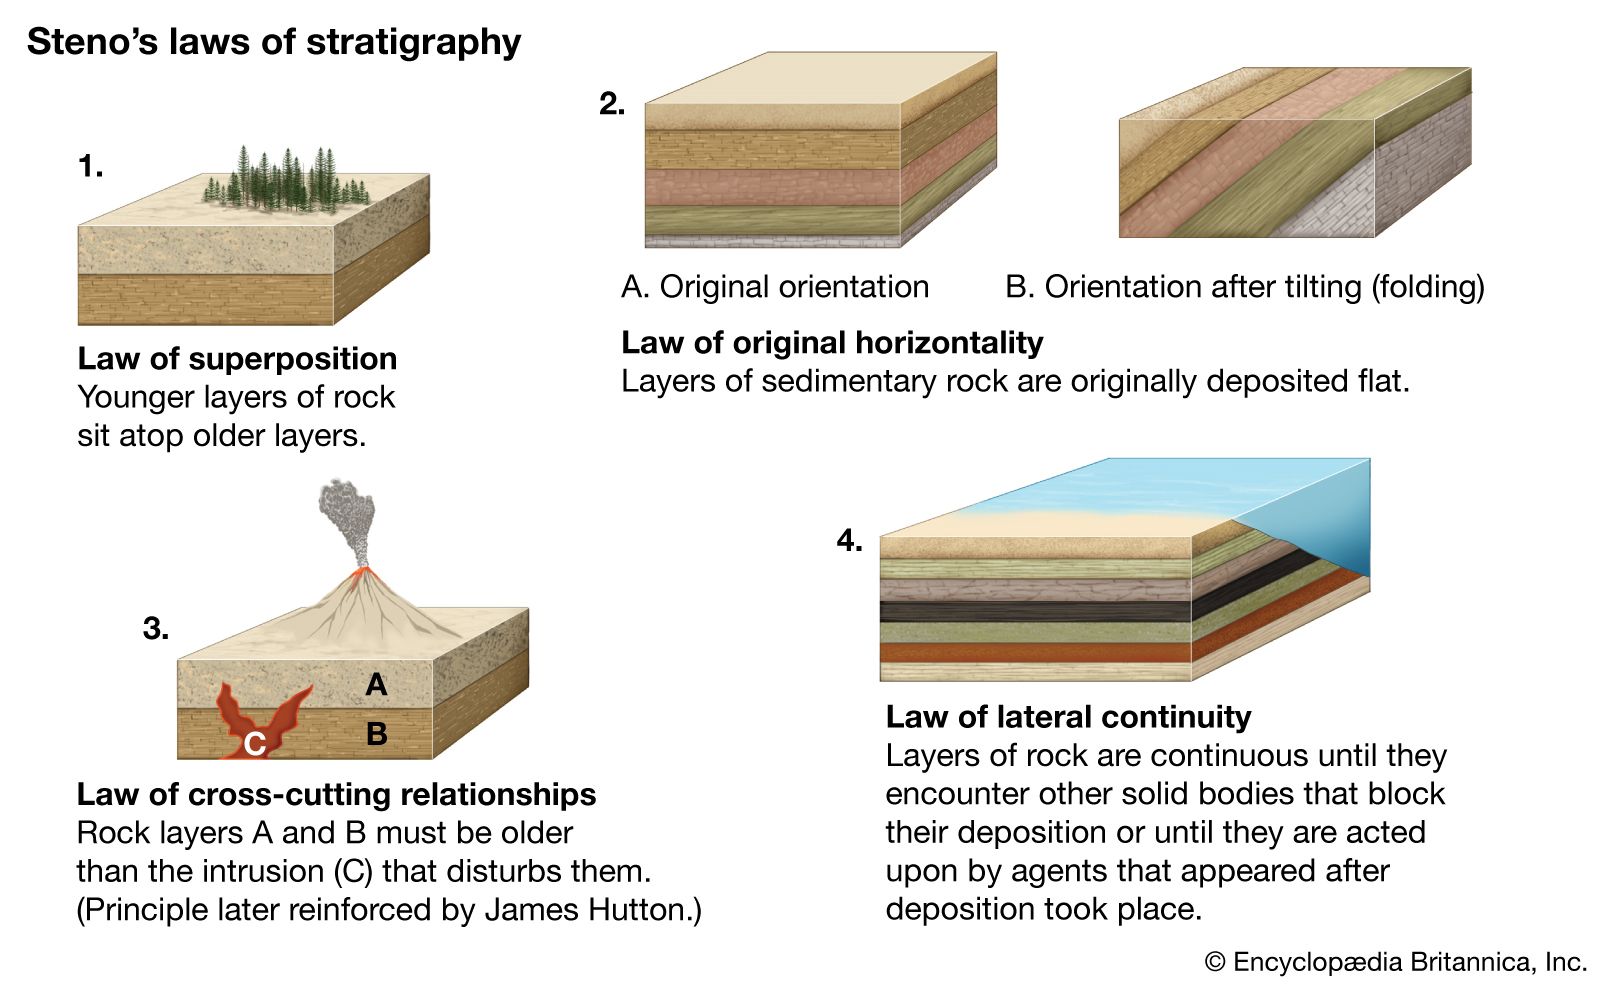 Steno’s laws of stratigraphy
1.
Law of superposition
Younger layers of rock
sit atop older layers.
2.
A. Original orientation
B. Orientation after tilting (folding)
Law of original horizontality
Layers of sedimentary rock are originally deposited flat.
3.
A
B
C
Law of cross-cutting relationships
Rock layers A and B must be older
than the intrusion (C) that disturbs them.
(Principle later reinforced by James Hutton.)
4.
Law of lateral continuity
Layers of rock are continuous until they
encounter other solid bodies that block
their deposition or until they are acted
upon by agents that appeared after
deposition took place.
© Encyclopædia Britannica, Inc.